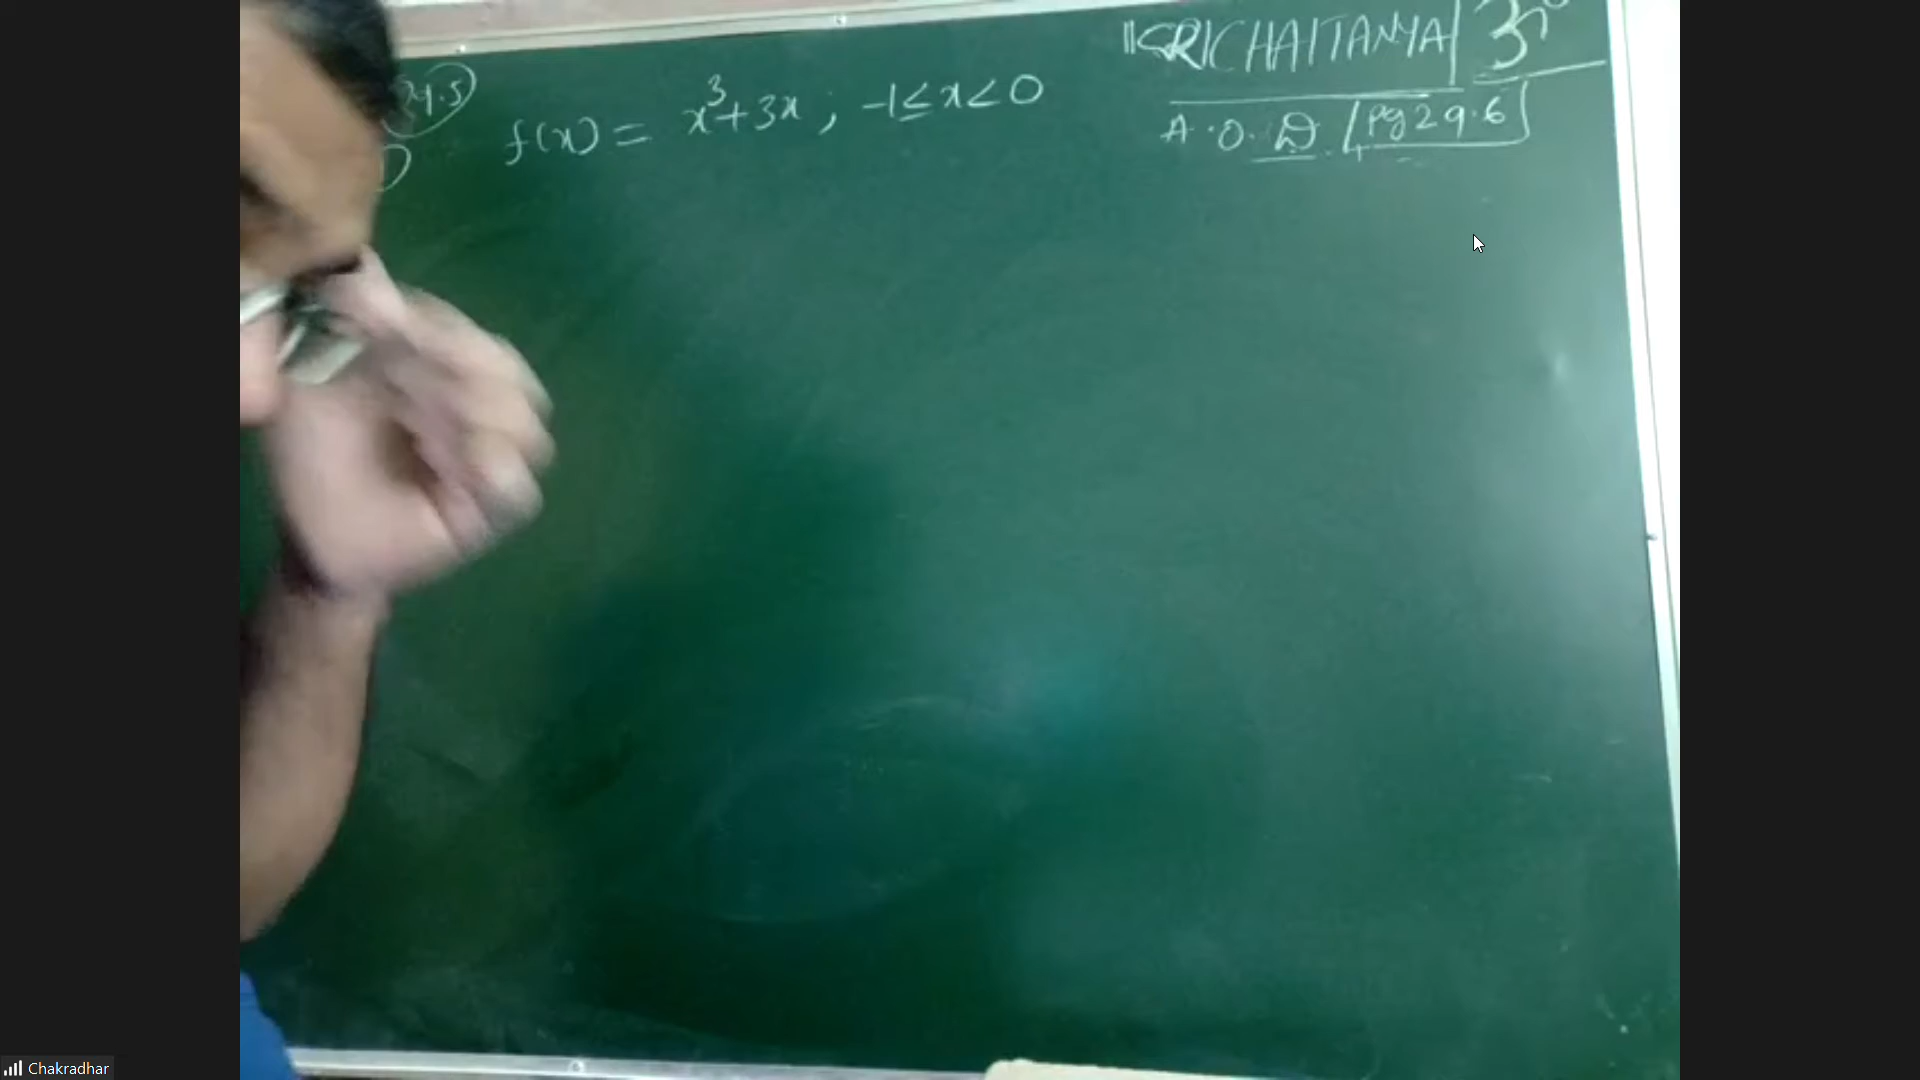 SRICHAITANYA
A.O.D pg 29.6
f(x) = x³+3x ; -1≤x<0
Chakradhar